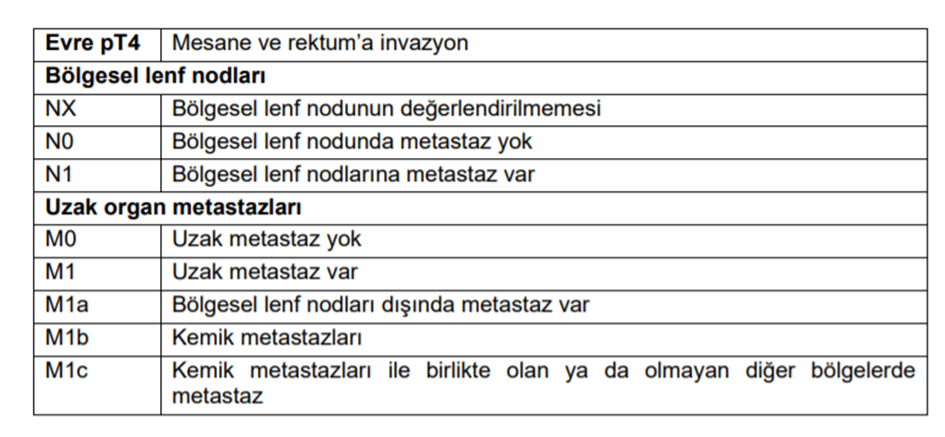 Evre pT4 Mesane ve rektum’a invazyon
Bölgesel lenf nodları
NX Bölgesel lenf nodunun değerlendirilmemesi
N0 Bölgesel lenf nodunda metastaz yok
N1 Bölgesel lenf nodlarına metastaz var
Uzak organ metastazları
M0 Uzak metastaz yok
M1 Uzak metastaz var
M1a Bölgesel lenf nodları dışında metastaz var
M1b Kemik metastazları
M1c Kemik metastazları ile birlikte olan ya da olmayan diğer bölgelerde
metastaz